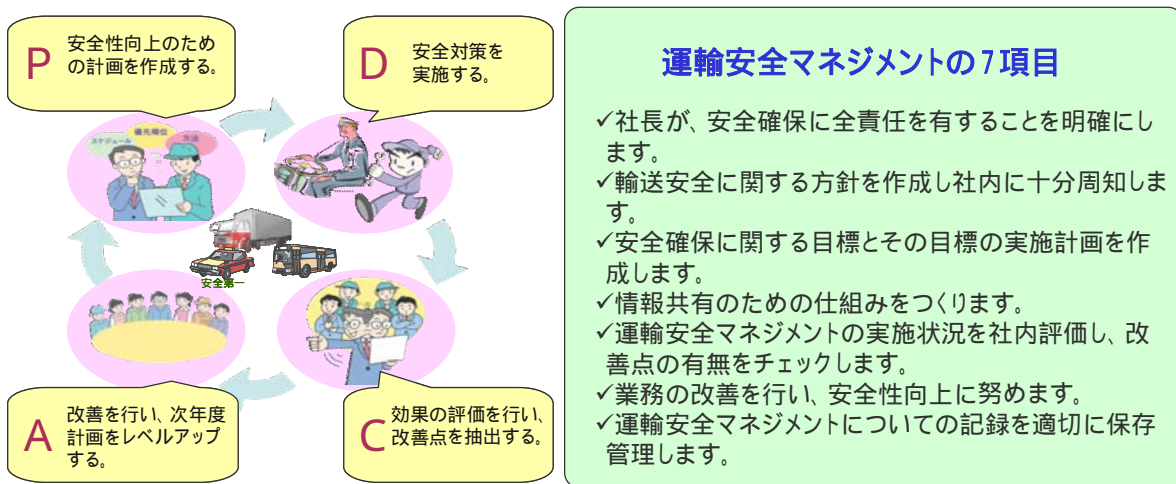 P
安全性向上のため
の計画を作成する。
D
安全対策を
実施する。
スケジュール
優先順位
方法
安全第一
A
改善を行い、次年度
計画をレベルアップ
する。
C
効果の評価を行い、
改善点を抽出する。
運輸安全マネジメントの7項目
✓社長が、安全確保に全責任を有することを明確にし
ます。
✓輸送安全に関する方針を作成し社内に十分周知しま
す。
✓安全確保に関する目標とその目標の実施計画を作
成します。
✓情報共有のための仕組みをつくります。
✓運輸安全マネジメントの実施状況を社内評価し、改
善点の有無をチェックします。
✓業務の改善を行い、安全性向上に努めます。
✓運輸安全マネジメントについての記録を適切に保存
管理します。